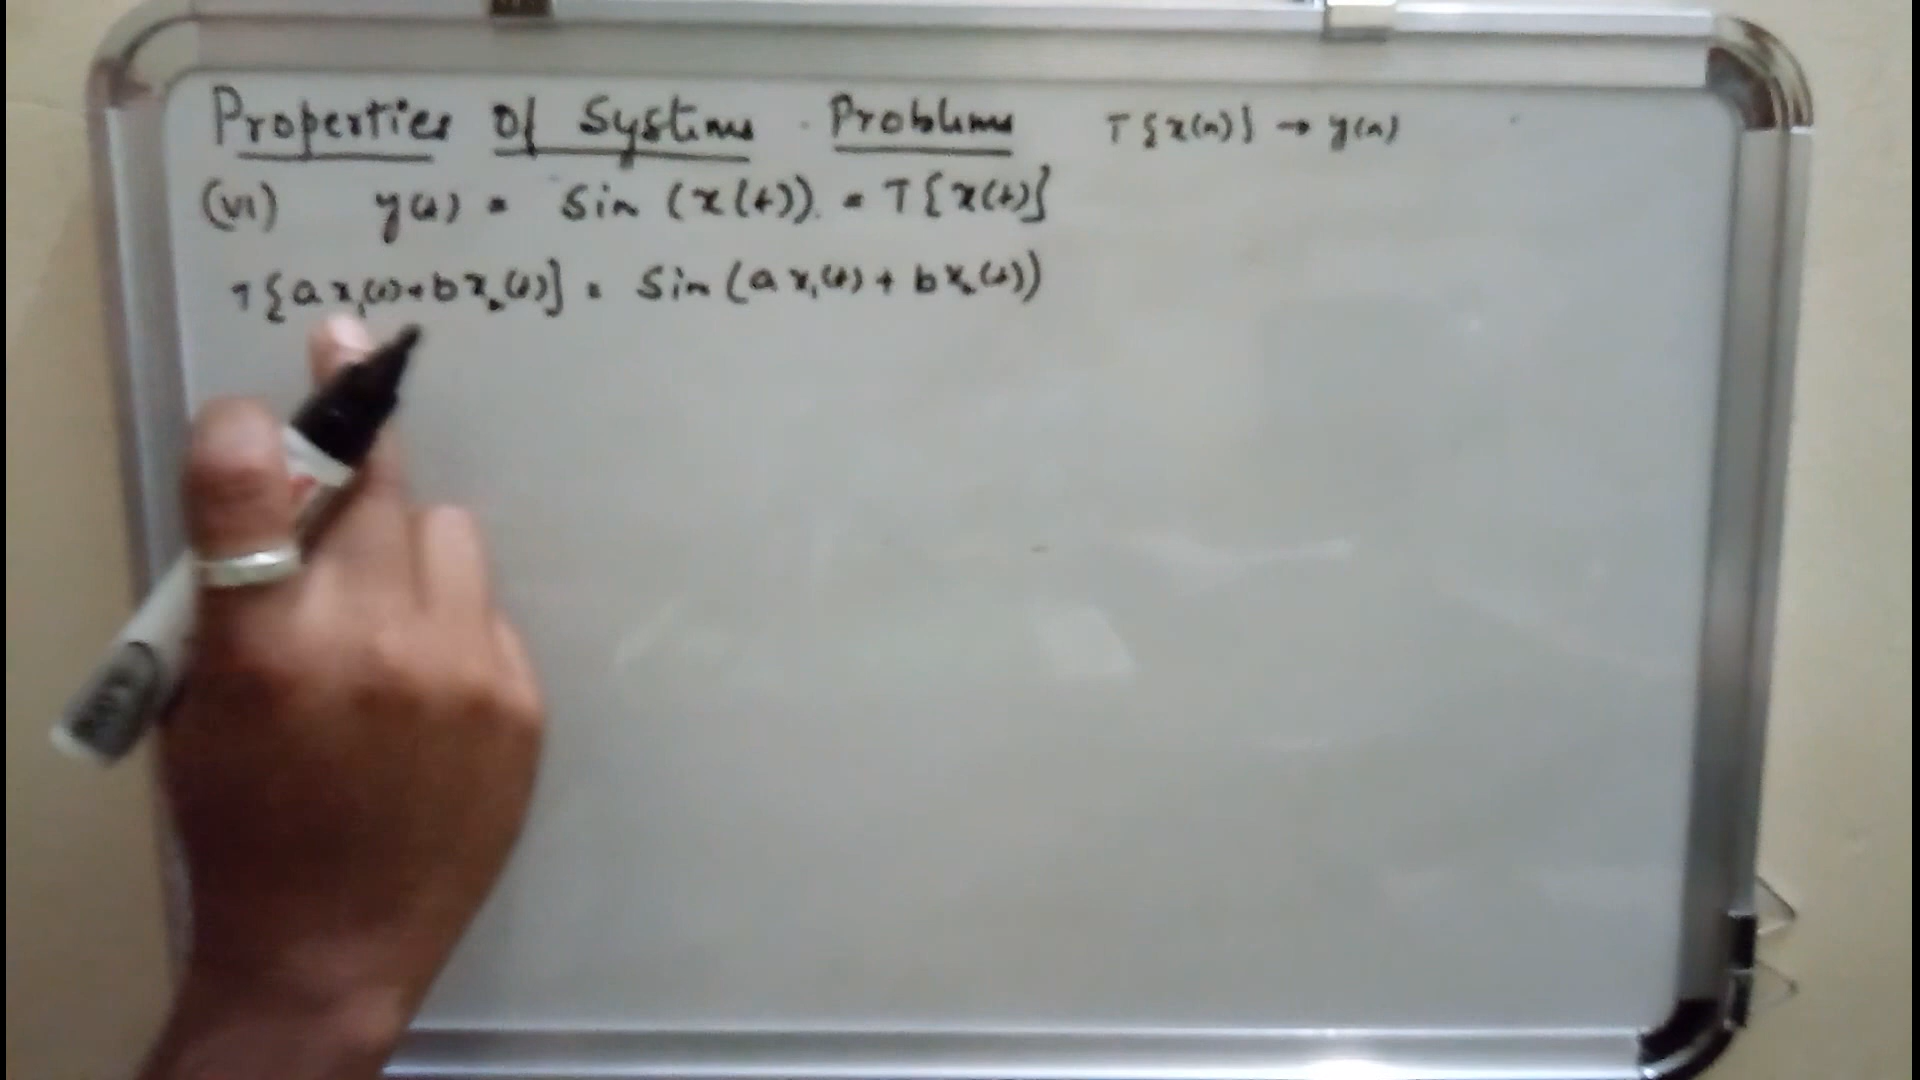 Properties Of Systems Problems T{x(n)} → y(n)
(vi) y(t) = Sin (x(t)) = T{x(t)}
T{ax₁(t)+bx₂(t)} = Sin (ax₁(t) + bx₂(t))